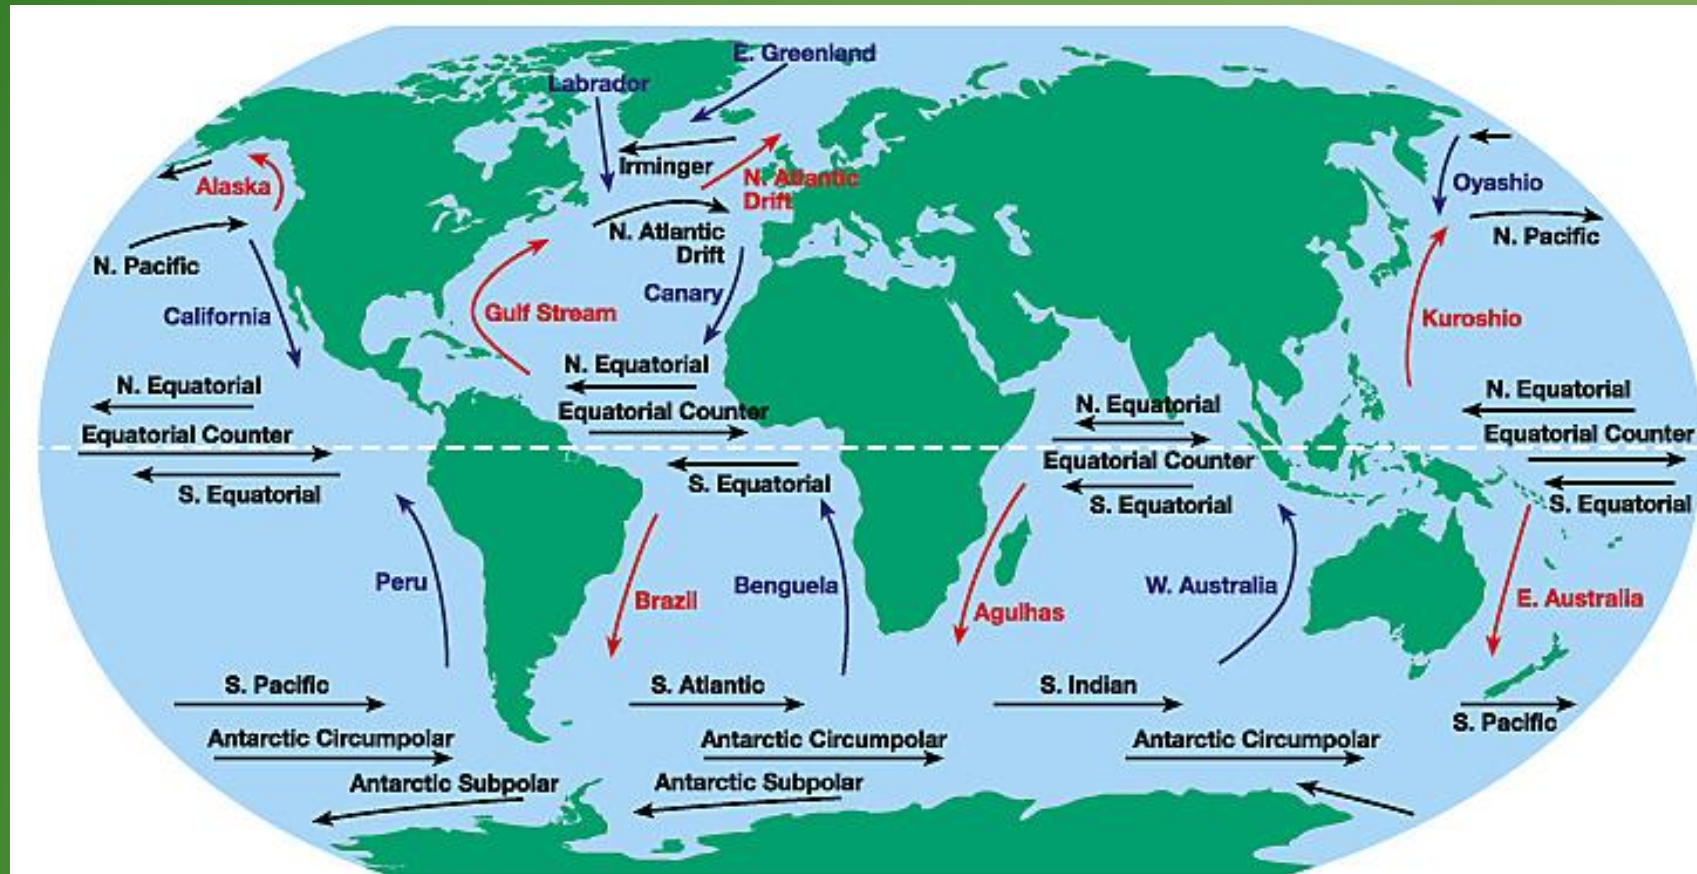 E. Greenland
Labrador
Irminger
Alaska
N. Atlantic
Drift
Oyashio
N. Atlantic
Drift
N. Pacific
N. Pacific
Canary
California
Gulf Stream
Kuroshio
N. Equatorial
N. Equatorial
N. Equatorial
N. Equatorial
Equatorial Counter
Equatorial Counter
Equatorial Counter
Equatorial Counter
S. Equatorial
S. Equatorial
S. Equatorial
S. Equatorial
Peru
Brazil
Benguela
Agulhas
W. Australia
E. Australia
S. Pacific
S. Atlantic
S. Indian
S. Pacific
Antarctic Circumpolar
Antarctic Circumpolar
Antarctic Circumpolar
Antarctic Subpolar
Antarctic Subpolar